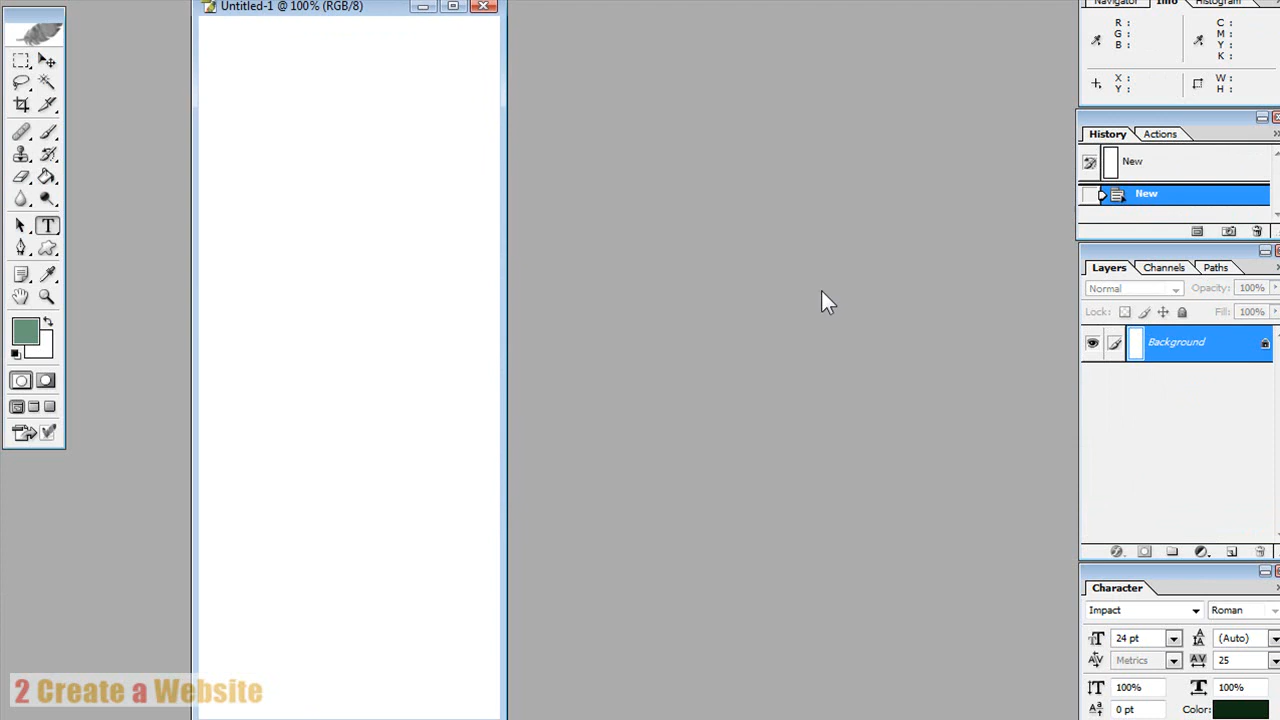 Untitled-1 @ 100% (RGB/8)
Navigator Info Histogram
R :
G :
B :
C :
M :
Y :
K :
X :
Y :
W :
H :
History Actions
New
New
Layers Channels Paths
Normal Opacity: 100%
Lock: Fill: 100%
Background
Character
Impact Roman
24 pt (Auto)
Metrics 25
100% 100%
0 pt Color:
T
2 Create a Website